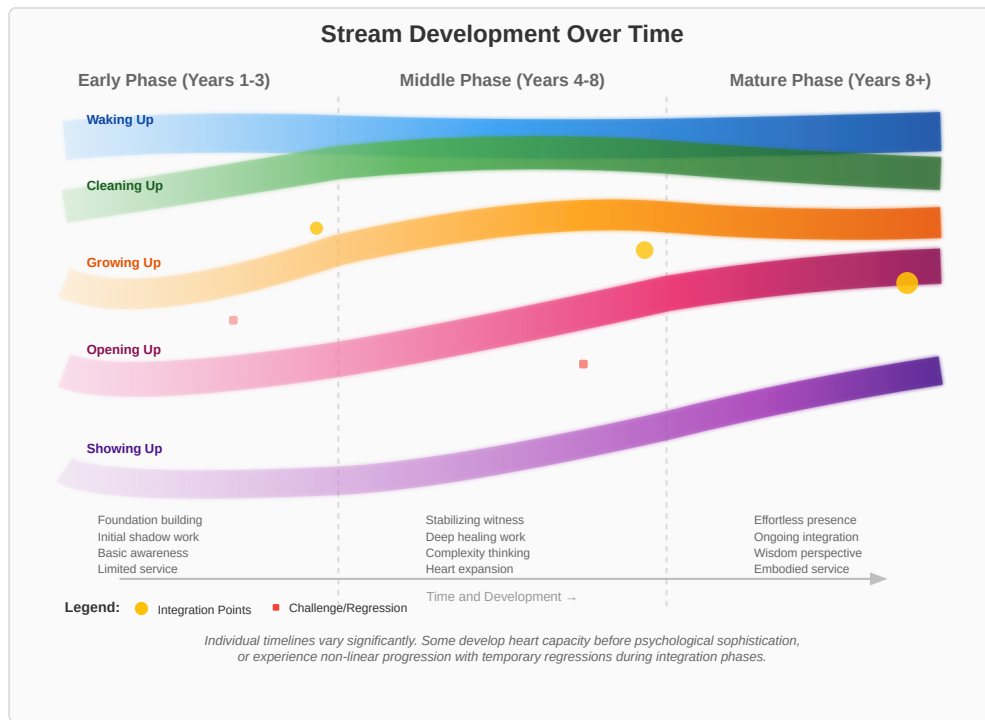 Stream Development Over Time
Early Phase (Years 1-3)
Middle Phase (Years 4-8)
Mature Phase (Years 8+)
Waking Up
Cleaning Up
Growing Up
Opening Up
Showing Up
Foundation building
Initial shadow work
Basic awareness
Limited service
Stabilizing witness
Deep healing work
Complexity thinking
Heart expansion
Effortless presence
Ongoing integration
Wisdom perspective
Embodied service
Time and Development →
Legend:
Integration Points
Challenge/Regression
Individual timelines vary significantly. Some develop heart capacity before psychological sophistication,
or experience non-linear progression with temporary regressions during integration phases.